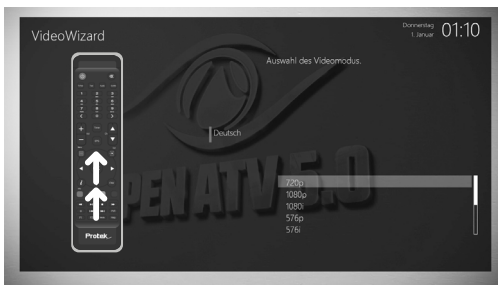 VideoWizard
Donnerstag
1. Januar
01:10
Auswahl des Videomodus.
Deutsch
OPEN ATV 5.0
720p
1080p
1080i
576p
576i
Protek